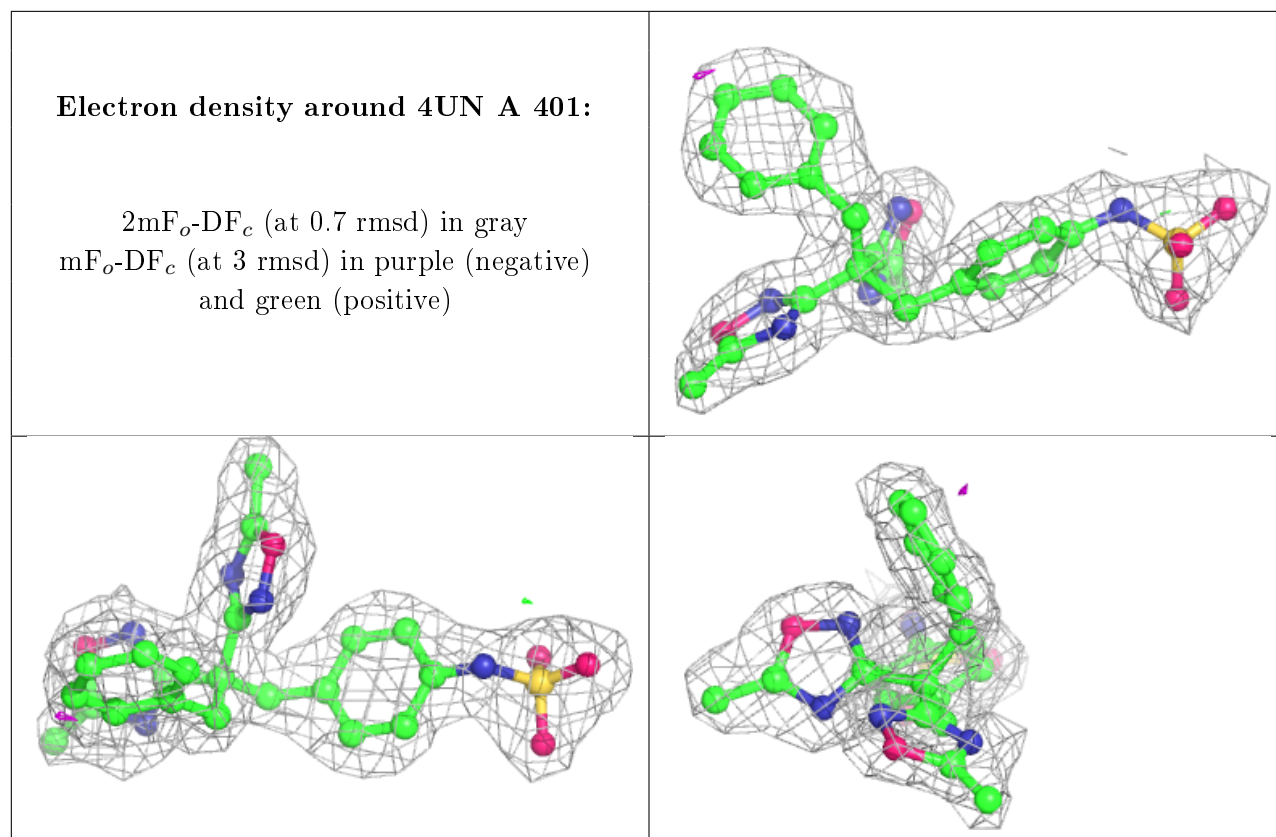 Electron density around 4UN A 401:
2mFo-DFc (at 0.7 rmsd) in gray
mFo-DFc (at 3 rmsd) in purple (negative)
and green (positive)